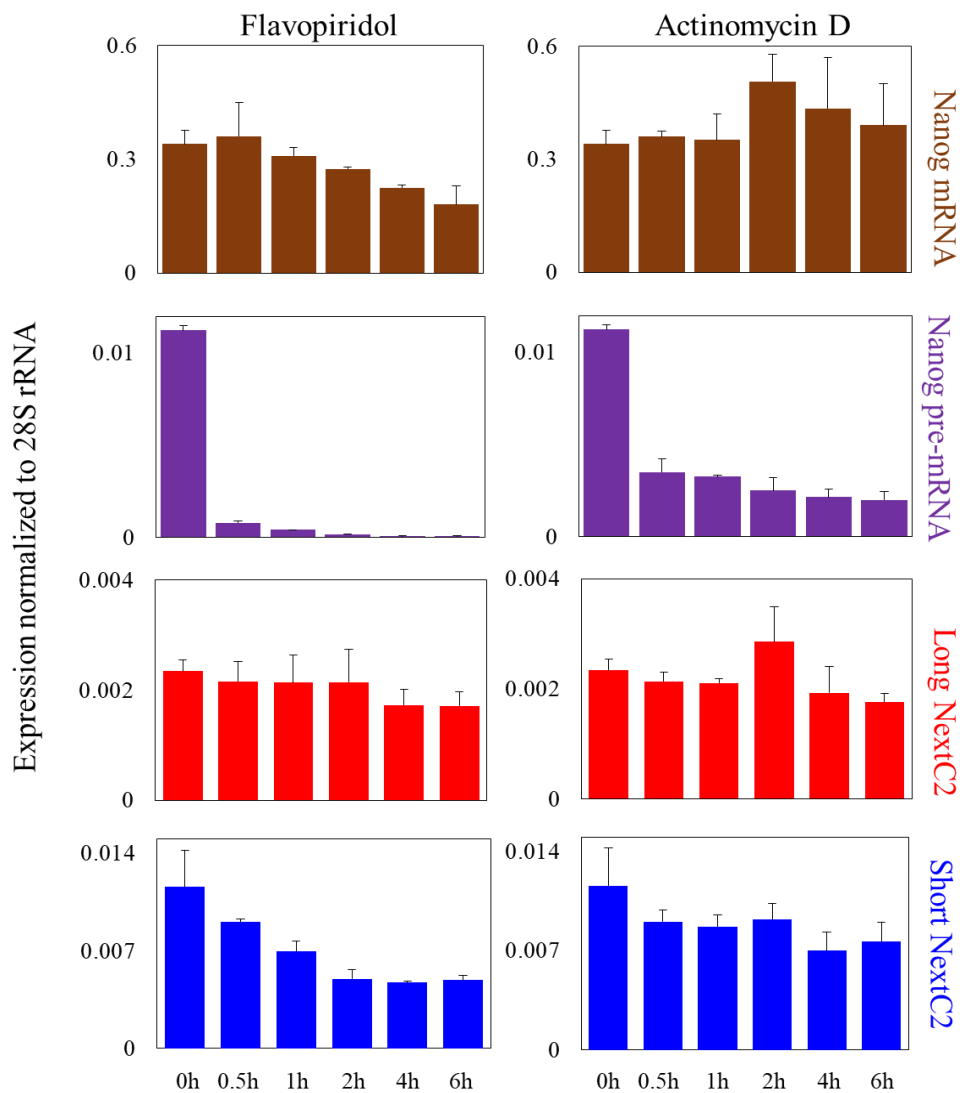 Flavopiridol
Actinomycin D
Expression normalized to 28S rRNA
0.6
0.3
0
0.6
0.3
0
Nanog mRNA
0.01
0
0.01
0
Nanog pre-mRNA
0.004
0.002
0
0.004
0.002
0
Long NextC2
0.014
0.007
0
0.014
0.007
0
Short NextC2
0h 0.5h 1h 2h 4h 6h
0h 0.5h 1h 2h 4h 6h